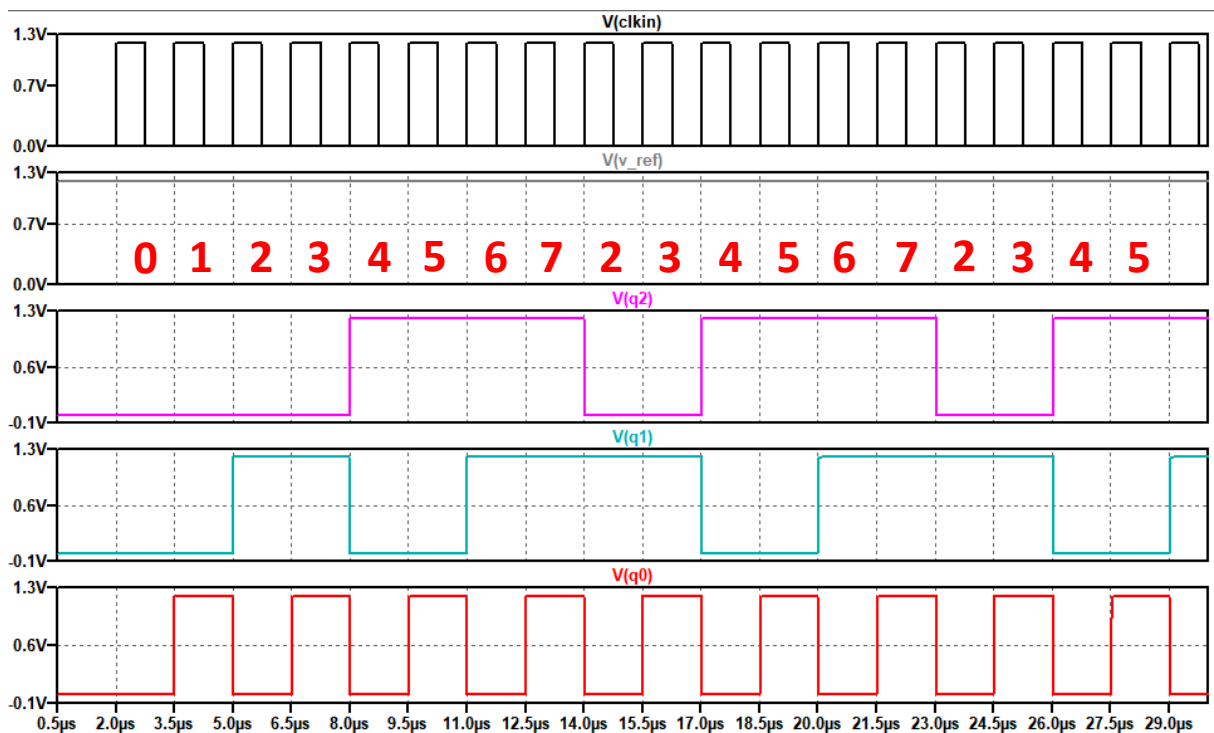 V(clkin)
1.3V
0.7V
0.0V
V(v_ref)
1.3V
0.7V
0.0V
0 1 2 3 4 5 6 7 2 3 4 5 6 7 2 3 4 5
V(q2)
1.3V
0.6V
-0.1V
V(q1)
1.3V
0.6V
-0.1V
V(q0)
1.3V
0.6V
-0.1V
0.5µs 2.0µs 3.5µs 5.0µs 6.5µs 8.0µs 9.5µs 11.0µs 12.5µs 14.0µs 15.5µs 17.0µs 18.5µs 20.0µs 21.5µs 23.0µs 24.5µs 26.0µs 27.5µs 29.0µs